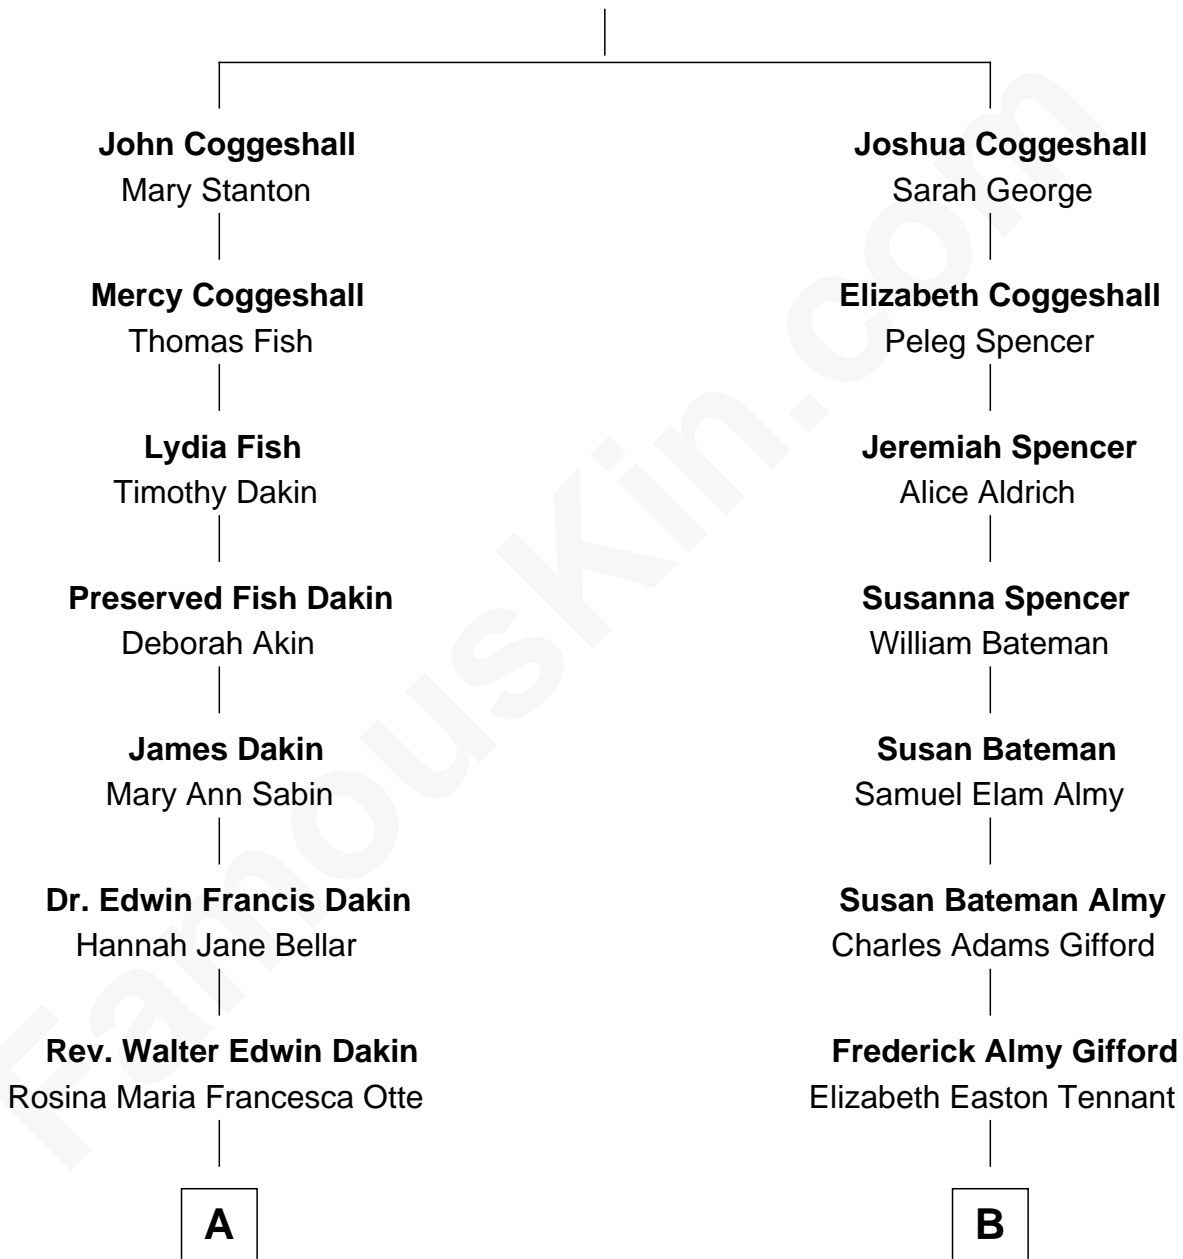 John Coggeshall
Mary Stanton
Mercy Coggeshall
Thomas Fish
Lydia Fish
Timothy Dakin
Preserved Fish Dakin
Deborah Akin
James Dakin
Mary Ann Sabin
Dr. Edwin Francis Dakin
Hannah Jane Bellar
Rev. Walter Edwin Dakin
Rosina Maria Francesca Otte
A
Joshua Coggeshall
Sarah George
Elizabeth Coggeshall
Peleg Spencer
Jeremiah Spencer
Alice Aldrich
Susanna Spencer
William Bateman
Susan Bateman
Samuel Elam Almy
Susan Bateman Almy
Charles Adams Gifford
Frederick Almy Gifford
Elizabeth Easton Tennant
B
FamousKin.com